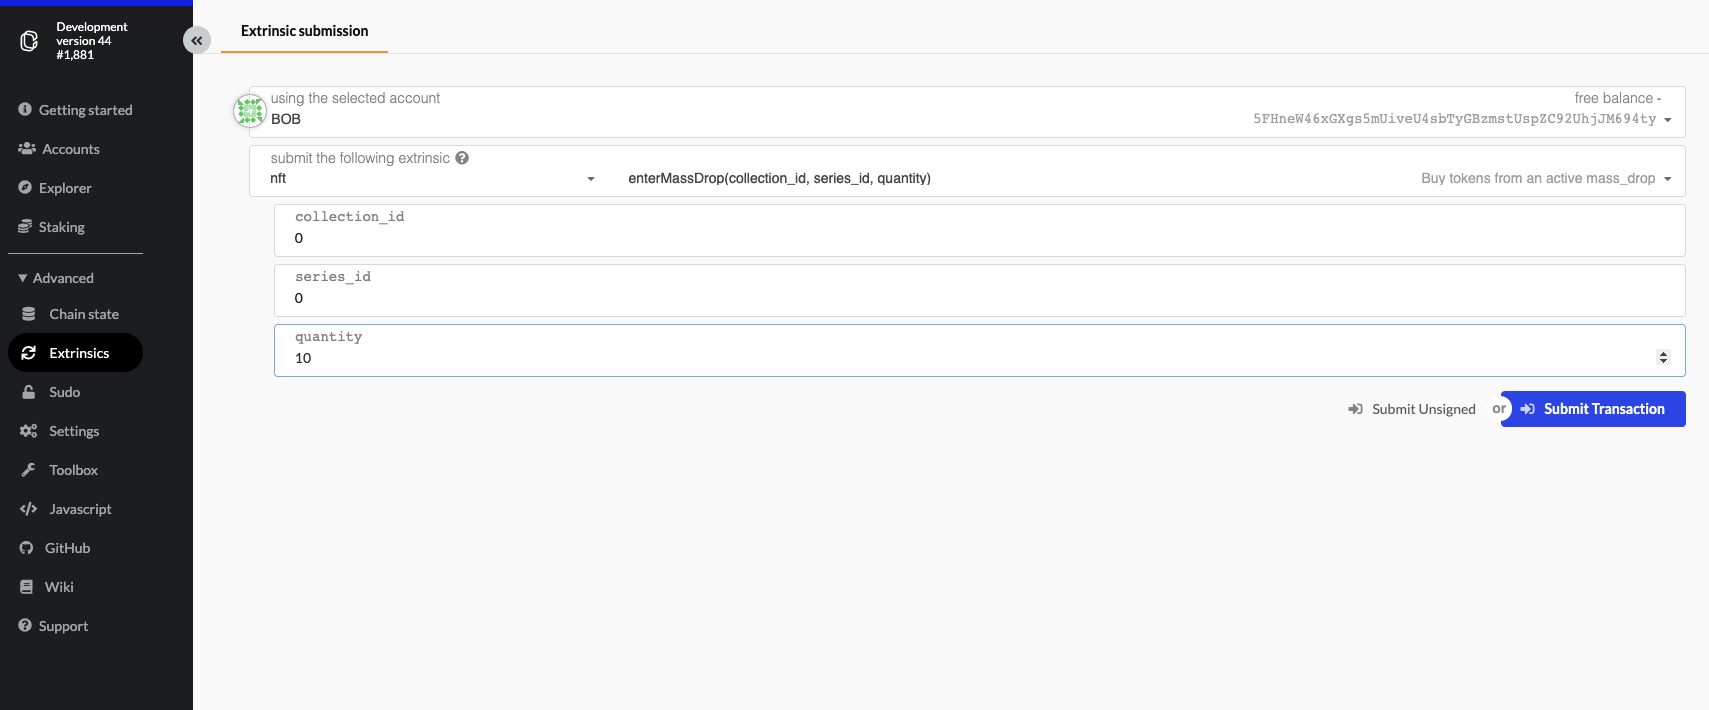 Development
version 44
#1,881
Getting started
Accounts
Explorer
Staking
Advanced
Chain state
Extrinsics
Sudo
Settings
Toolbox
Javascript
GitHub
Wiki
Support
Extrinsic submission
using the selected account
free balance -
BOB
5FHneW46xGXgs5mUiveU4sbTyGBzmstUspZC92UhjJM694ty
submit the following extrinsic
nft
enterMassDrop(collection_id, series_id, quantity)
Buy tokens from an active mass_drop
collection_id
0
series_id
0
quantity
10
Submit Unsigned or Submit Transaction